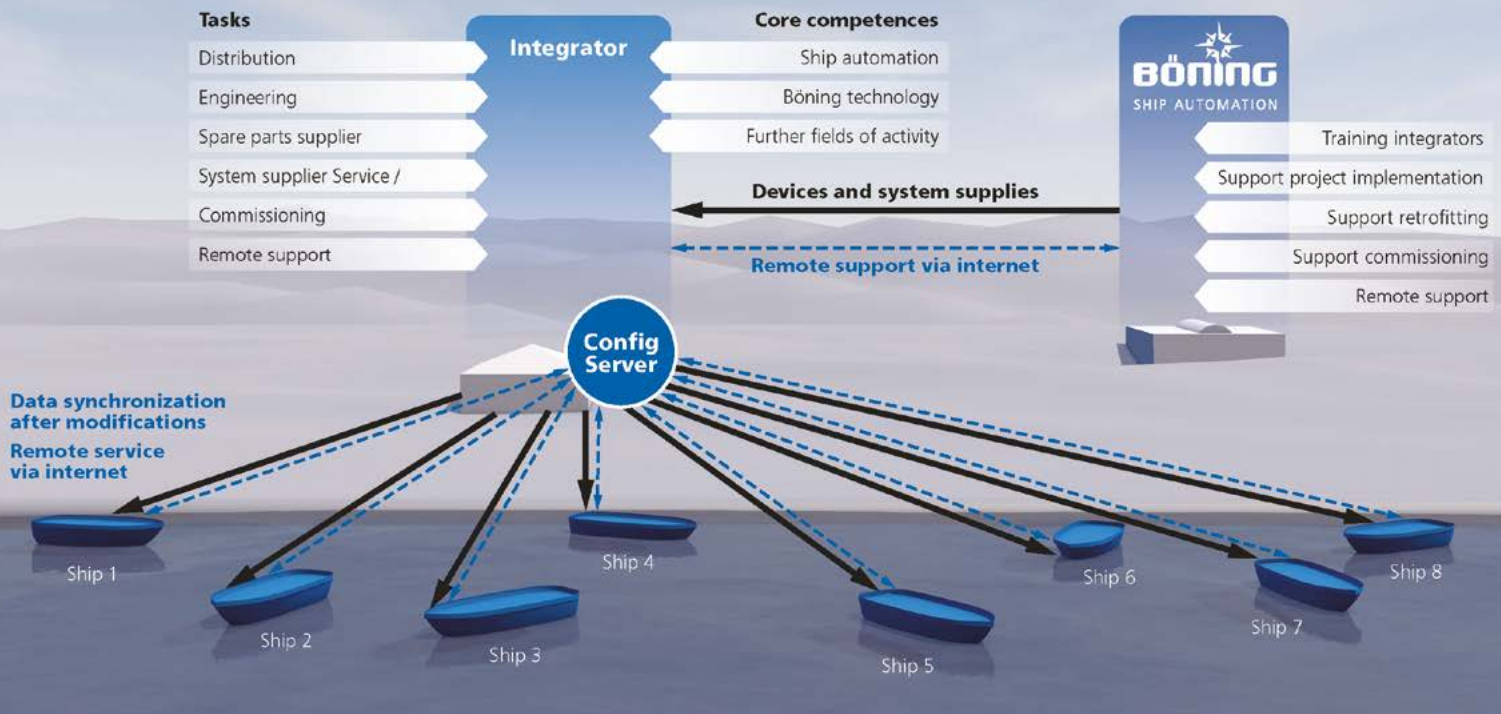 Tasks
Distribution
Engineering
Spare parts supplier
System supplier Service /
Commissioning
Remote support
Integrator
Core competences
Ship automation
Böning technology
Further fields of activity
Devices and system supplies
Remote support via internet
BÖNING
SHIP AUTOMATION
Training integrators
Support project implementation
Support retrofitting
Support commissioning
Remote support
Config
Server
Data synchronization
after modifications
Remote service
via internet
Ship 1
Ship 2
Ship 3
Ship 4
Ship 5
Ship 6
Ship 7
Ship 8